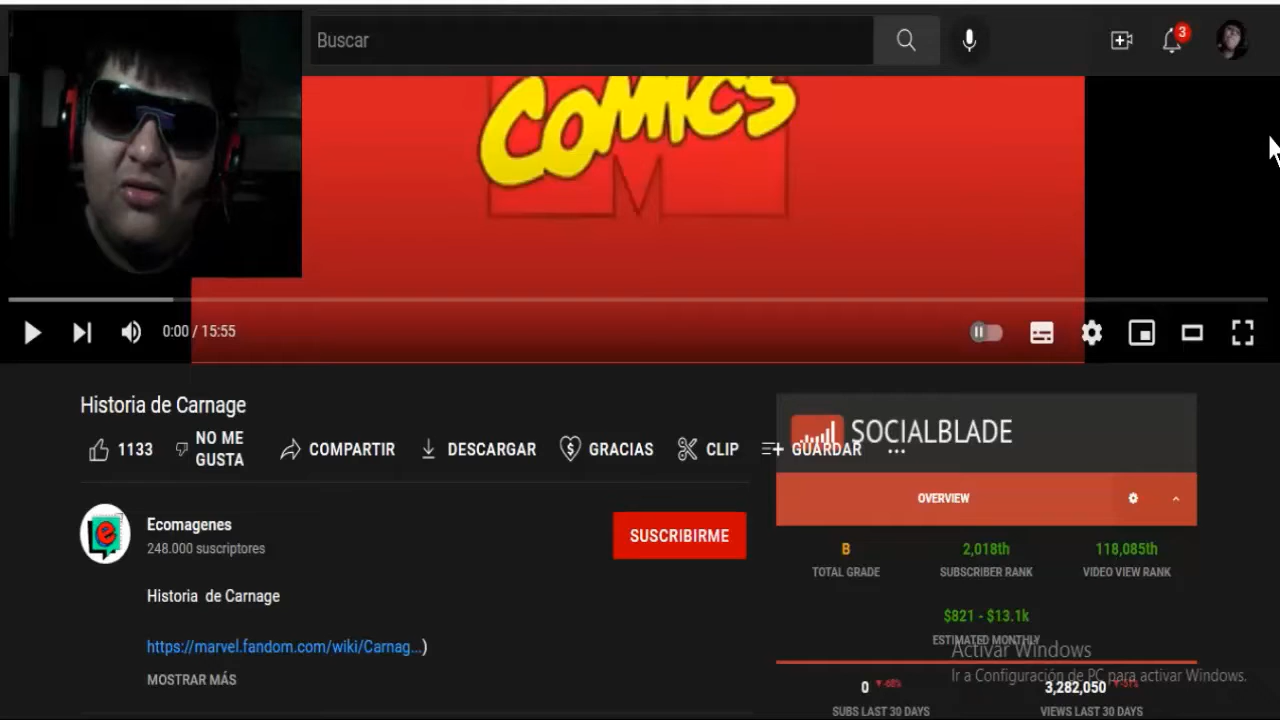 Buscar
3
COMICS
M
0:00 / 15:55
Historia de Carnage
1133
NO ME
GUSTA
COMPARTIR
DESCARGAR
GRACIAS
CLIP
GUARDAR
...
SOCIALBLADE
OVERVIEW
Ecomagenes
248.000 suscriptores
SUSCRIBIRME
B
2,018th
118,085th
TOTAL GRADE
SUBSCRIBER RANK
VIDEO VIEW RANK
Historia de Carnage
$821 - $13.1k
ESTIMATED MONTHLY
https://marvel.fandom.com/wiki/Carnag...)
Activar Windows
MOSTRAR MÁS
Ir a Configuración de PC para activar Windows.
0 -68%
3,282,050 -51%
SUBS LAST 30 DAYS
VIEWS LAST 30 DAYS